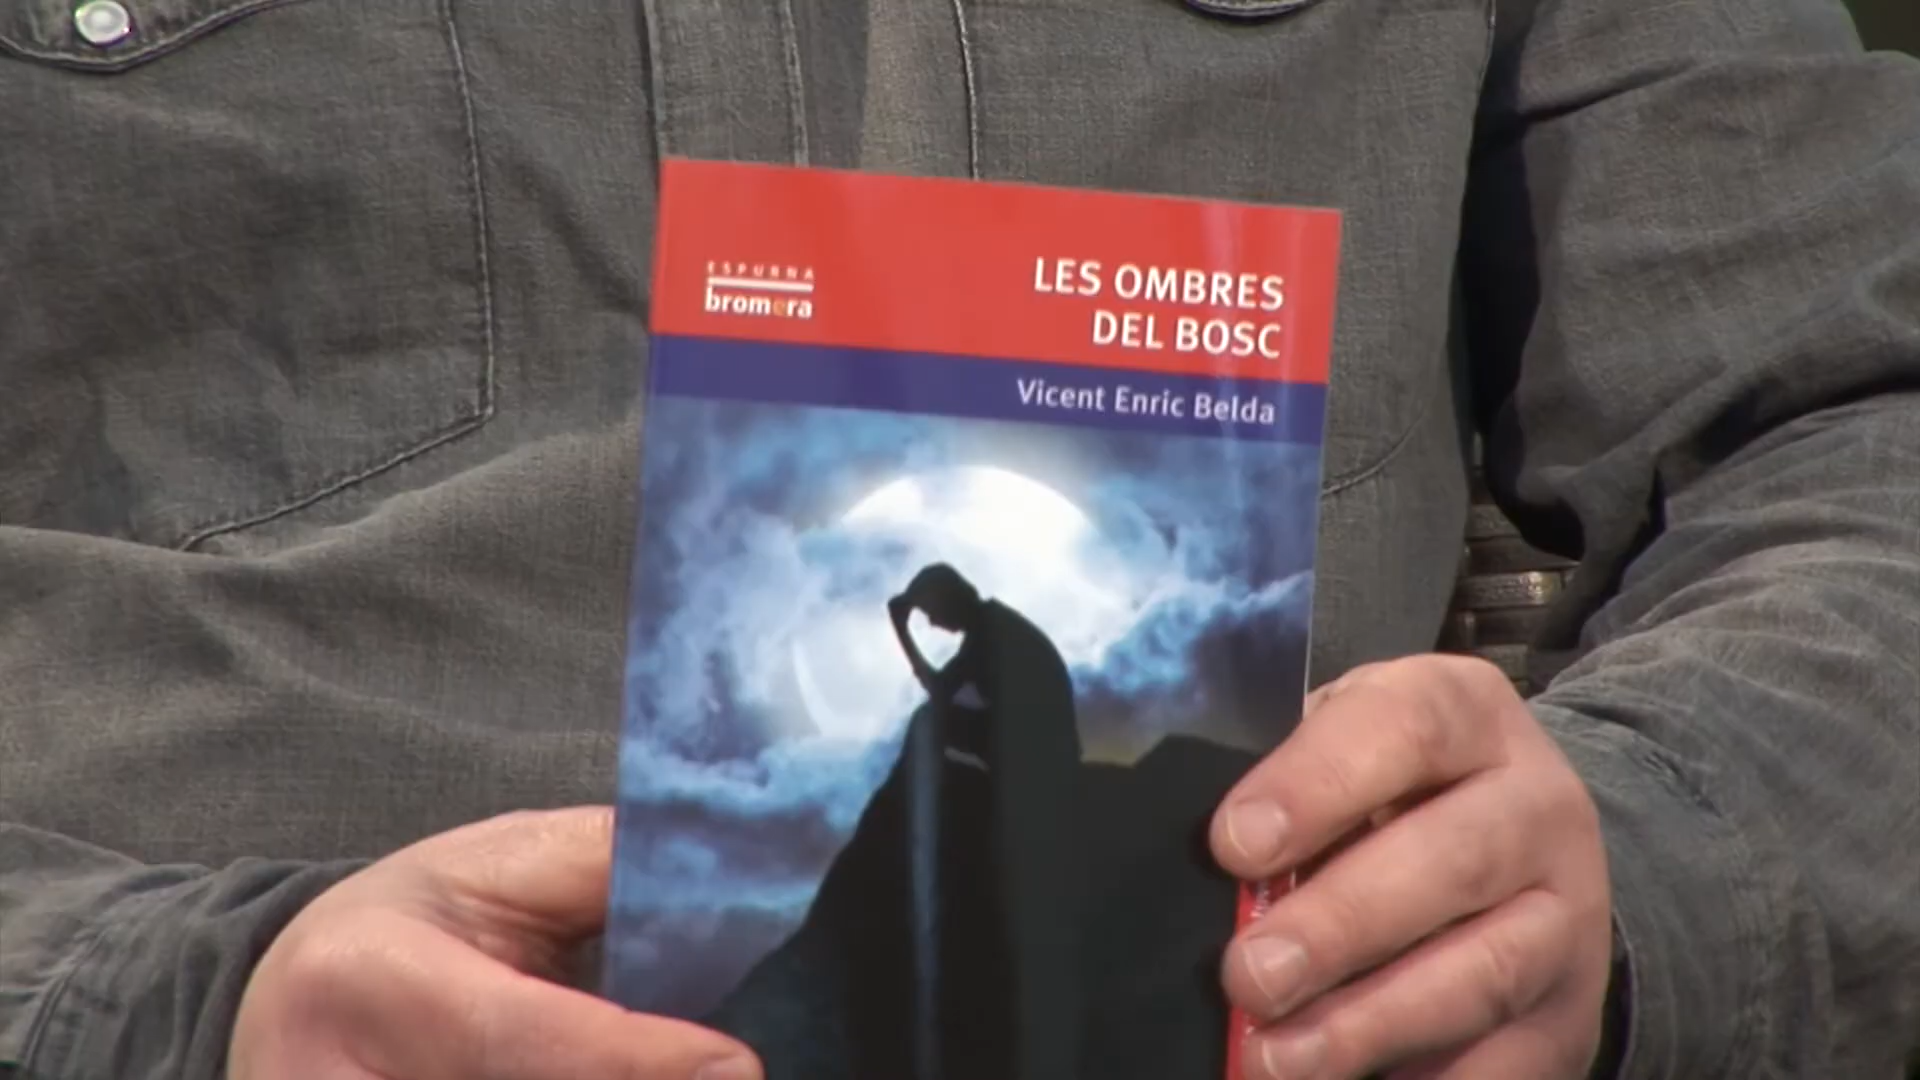 ESPURNA
bromera
LES OMBRES
DEL BOSC
Vicent Enric Belda